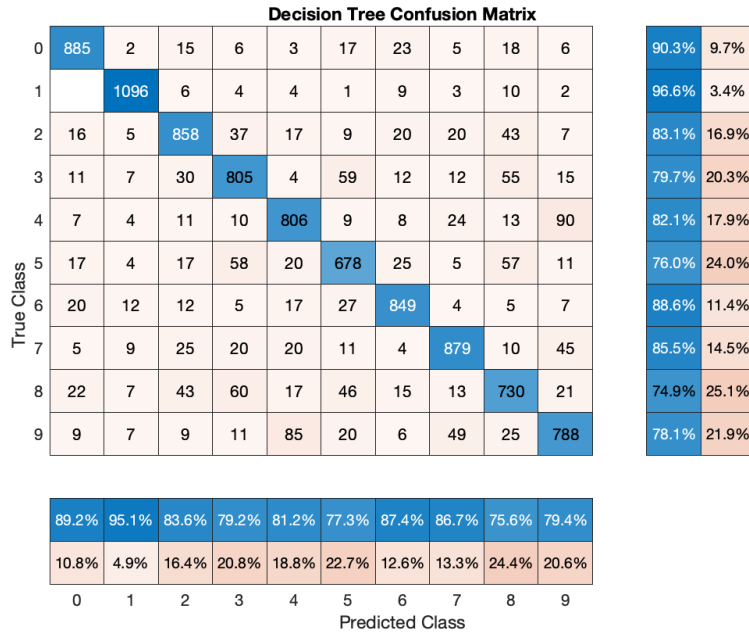 Decision Tree Confusion Matrix
0 885 2 15 6 3 17 23 5 18 6 90.3% 9.7%
1 1096 6 4 4 1 9 3 10 2 96.6% 3.4%
2 16 5 858 37 17 9 20 20 43 7 83.1% 16.9%
3 11 7 30 805 4 59 12 12 55 15 79.7% 20.3%
4 7 4 11 10 806 9 8 24 13 90 82.1% 17.9%
5 17 4 17 58 20 678 25 5 57 11 76.0% 24.0%
6 20 12 12 5 17 27 849 4 5 7 88.6% 11.4%
7 5 9 25 20 20 11 4 879 10 45 85.5% 14.5%
8 22 7 43 60 17 46 15 13 730 21 74.9% 25.1%
9 9 7 9 11 85 20 6 49 25 788 78.1% 21.9%
True Class
89.2% 95.1% 83.6% 79.2% 81.2% 77.3% 87.4% 86.7% 75.6% 79.4%
10.8% 4.9% 16.4% 20.8% 18.8% 22.7% 12.6% 13.3% 24.4% 20.6%
0 1 2 3 4 5 6 7 8 9
Predicted Class